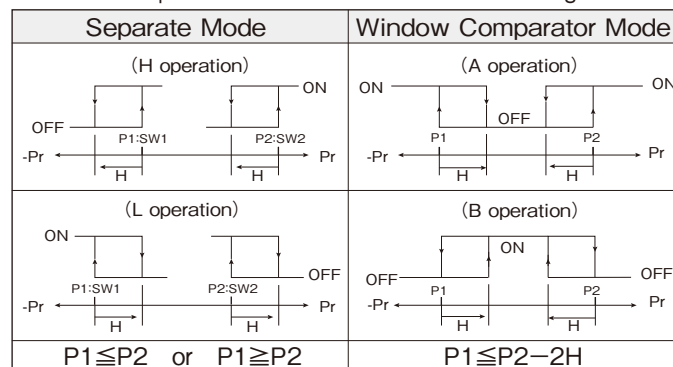 Separate Mode
Window Comparator Mode
(H operation)
ON
OFF
P1:SW1
P2:SW2
-Pr
Pr
H
H
(A operation)
ON
ON
OFF
P1
P2
-Pr
Pr
H
H
(L operation)
ON
OFF
P1:SW1
P2:SW2
-Pr
Pr
H
H
(B operation)
ON
OFF
OFF
P1
P2
-Pr
Pr
H
H
P1≦P2 or P1≧P2
P1≦P2−2H